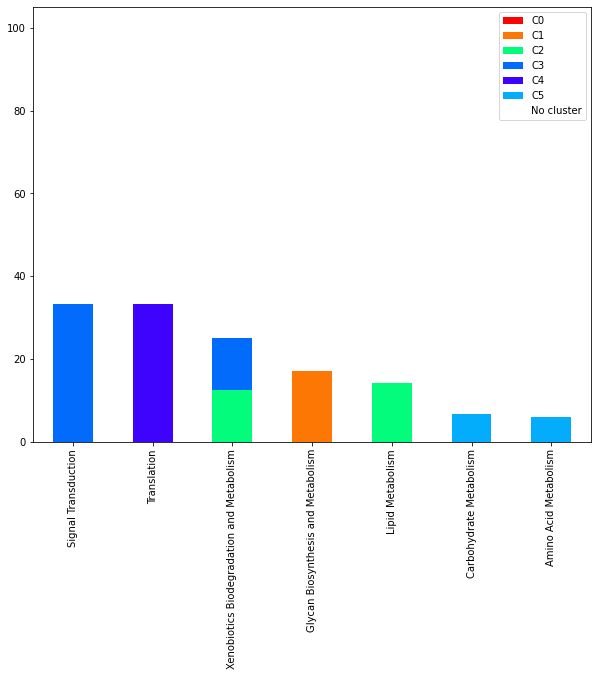 100
80
60
40
20
0
C0
C1
C2
C3
C4
C5
No cluster
Signal Transduction
Translation
Xenobiotics Biodegradation and Metabolism
Glycan Biosynthesis and Metabolism
Lipid Metabolism
Carbohydrate Metabolism
Amino Acid Metabolism